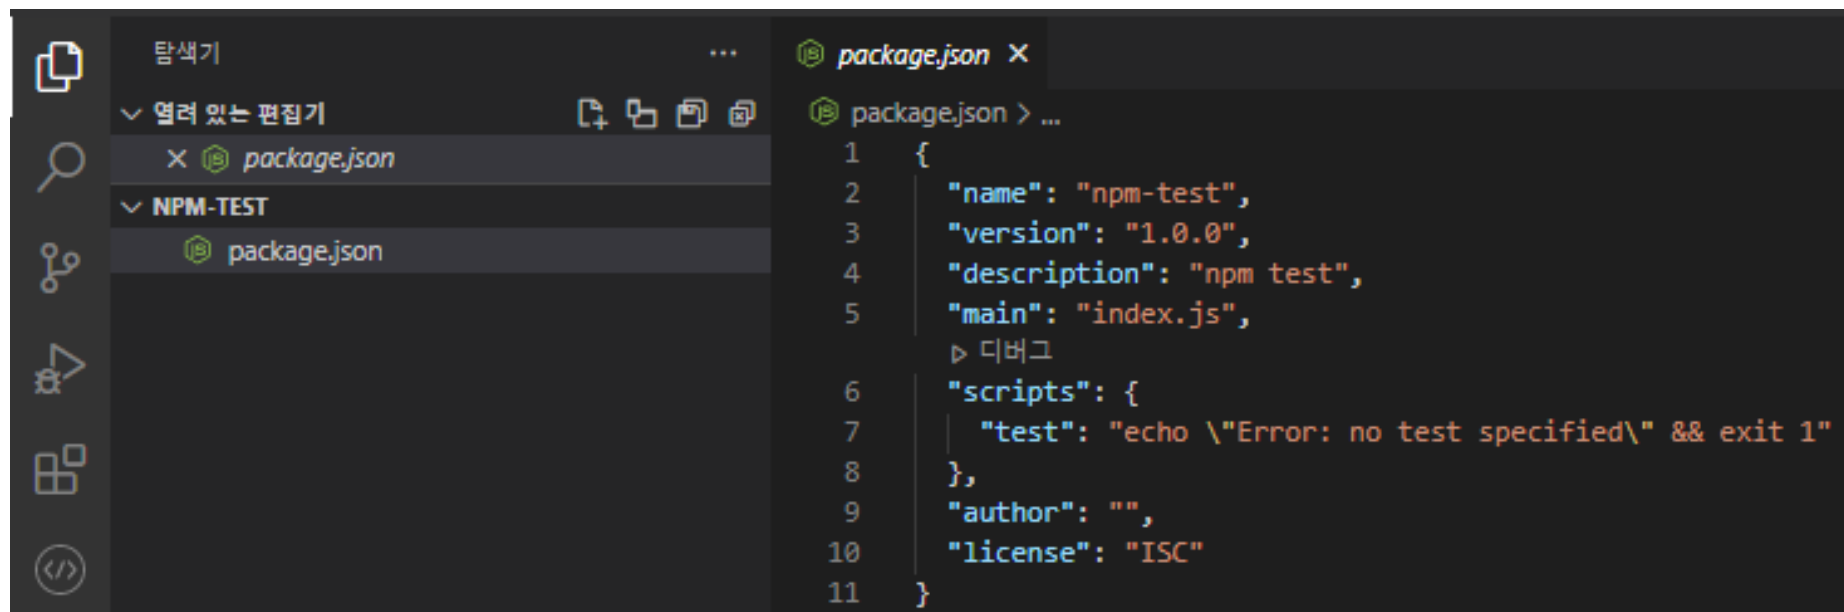 탐색기
열려 있는 편집기
package.json
NPM-TEST
package.json
package.json
package.json > ...
1 {
2 "name": "npm-test",
3 "version": "1.0.0",
4 "description": "npm test",
5 "main": "index.js",
디버그
6 "scripts": {
7 "test": "echo \"Error: no test specified\" && exit 1"
8 },
9 "author": "",
10 "license": "ISC"
11 }